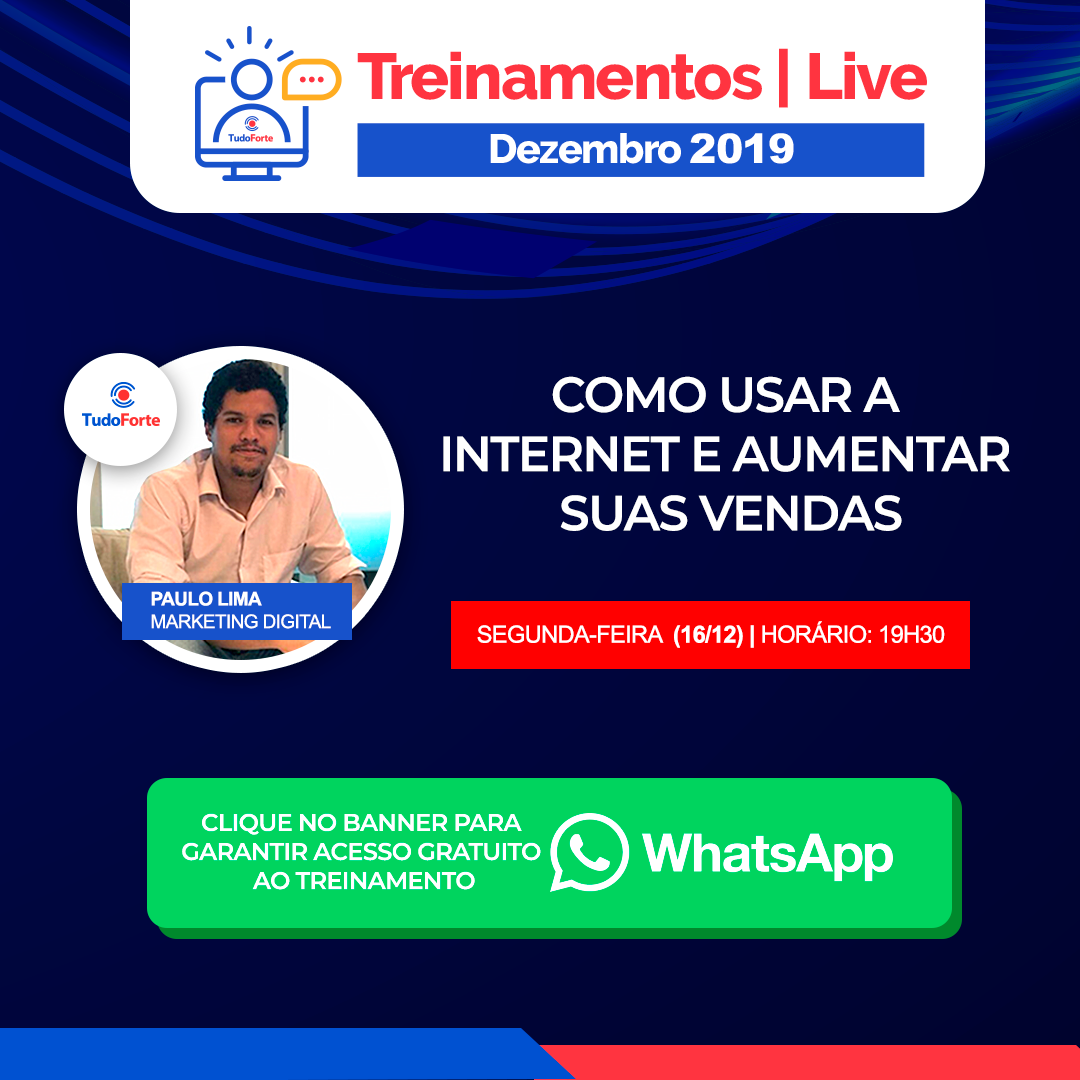 Treinamentos | Live
TudoForte
Dezembro 2019
TudoForte
COMO USAR A
INTERNET E AUMENTAR
SUAS VENDAS
PAULO LIMA
MARKETING DIGITAL
SEGUNDA-FEIRA (16/12) | HORÁRIO: 19H30
CLIQUE NO BANNER PARA
GARANTIR ACESSO GRATUITO
AO TREINAMENTO
WhatsApp